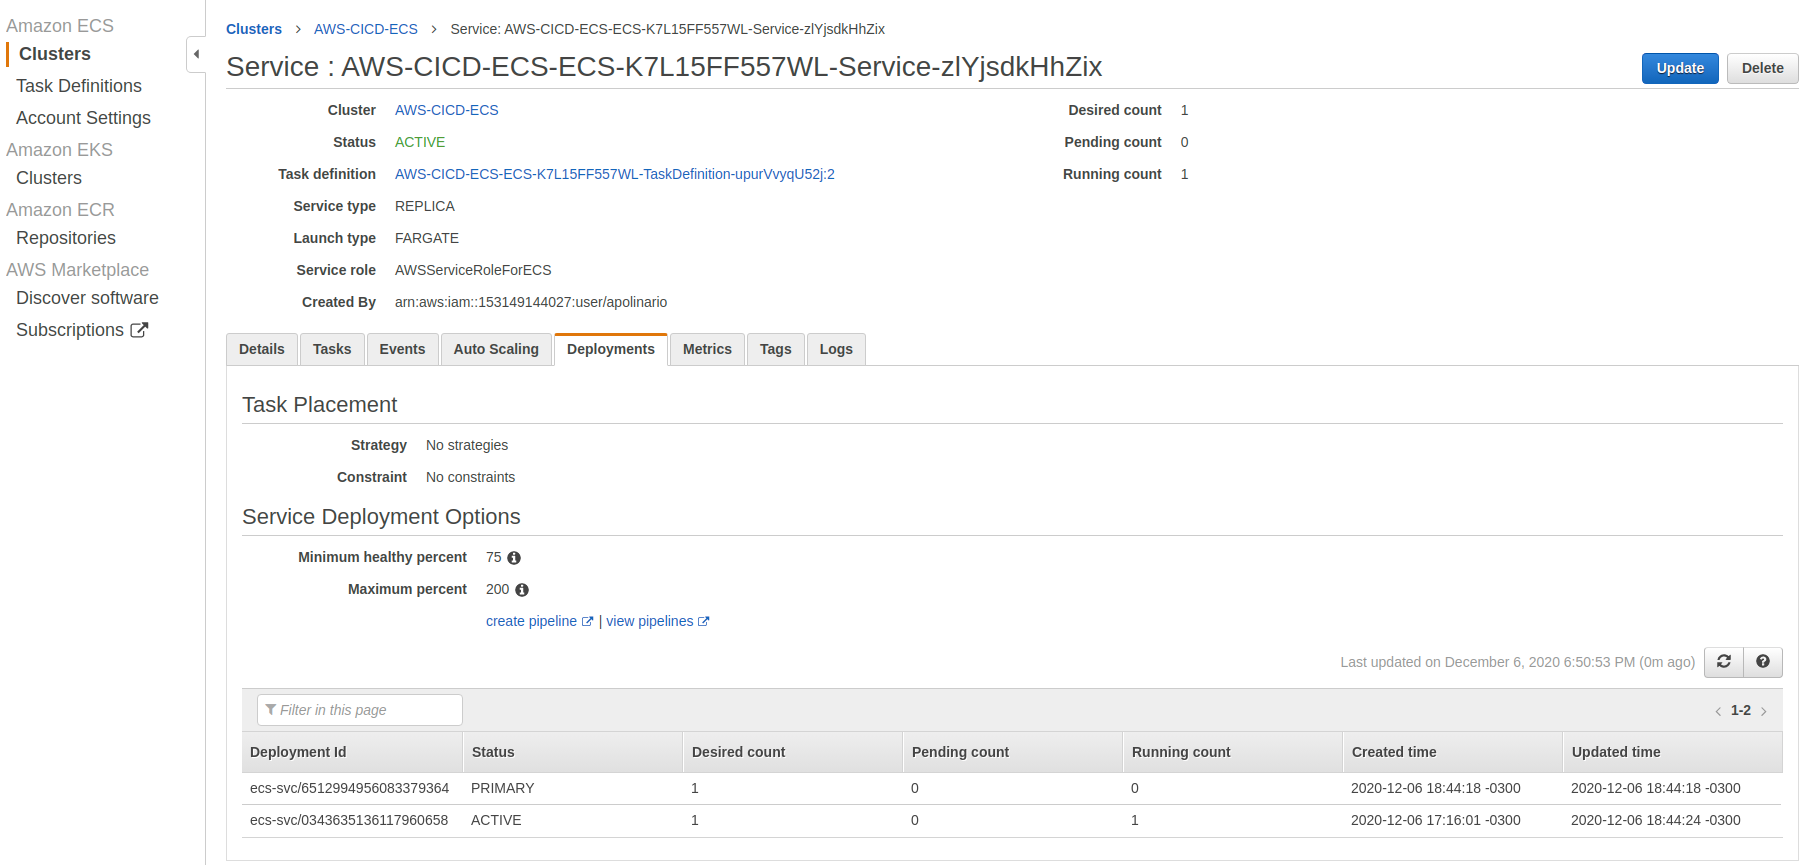 Amazon ECS
Clusters
Task Definitions
Account Settings
Amazon EKS
Clusters
Amazon ECR
Repositories
AWS Marketplace
Discover software
Subscriptions
Clusters > AWS-CICD-ECS > Service: AWS-CICD-ECS-ECS-K7L15FF557WL-Service-zlYjsdkHhZix
Service : AWS-CICD-ECS-ECS-K7L15FF557WL-Service-zlYjsdkHhZix
Update Delete
Cluster AWS-CICD-ECS
Status ACTIVE
Task definition AWS-CICD-ECS-ECS-K7L15FF557WL-TaskDefinition-upurVvyqU52j:2
Service type REPLICA
Launch type FARGATE
Service role AWSServiceRoleForECS
Created By arn:aws:iam::153149144027:user/apolinario
Desired count 1
Pending count 0
Running count 1
Details Tasks Events Auto Scaling Deployments Metrics Tags Logs
Task Placement
Strategy No strategies
Constraint No constraints
Service Deployment Options
Minimum healthy percent 75
Maximum percent 200
create pipeline | view pipelines
Last updated on December 6, 2020 6:50:53 PM (0m ago)
Filter in this page
< 1-2 >
Deployment Id Status Desired count Pending count Running count Created time Updated time
ecs-svc/6512994956083379364 PRIMARY 1 0 0 2020-12-06 18:44:18 -0300 2020-12-06 18:44:18 -0300
ecs-svc/0343635136117960658 ACTIVE 1 0 1 2020-12-06 17:16:01 -0300 2020-12-06 18:44:24 -0300